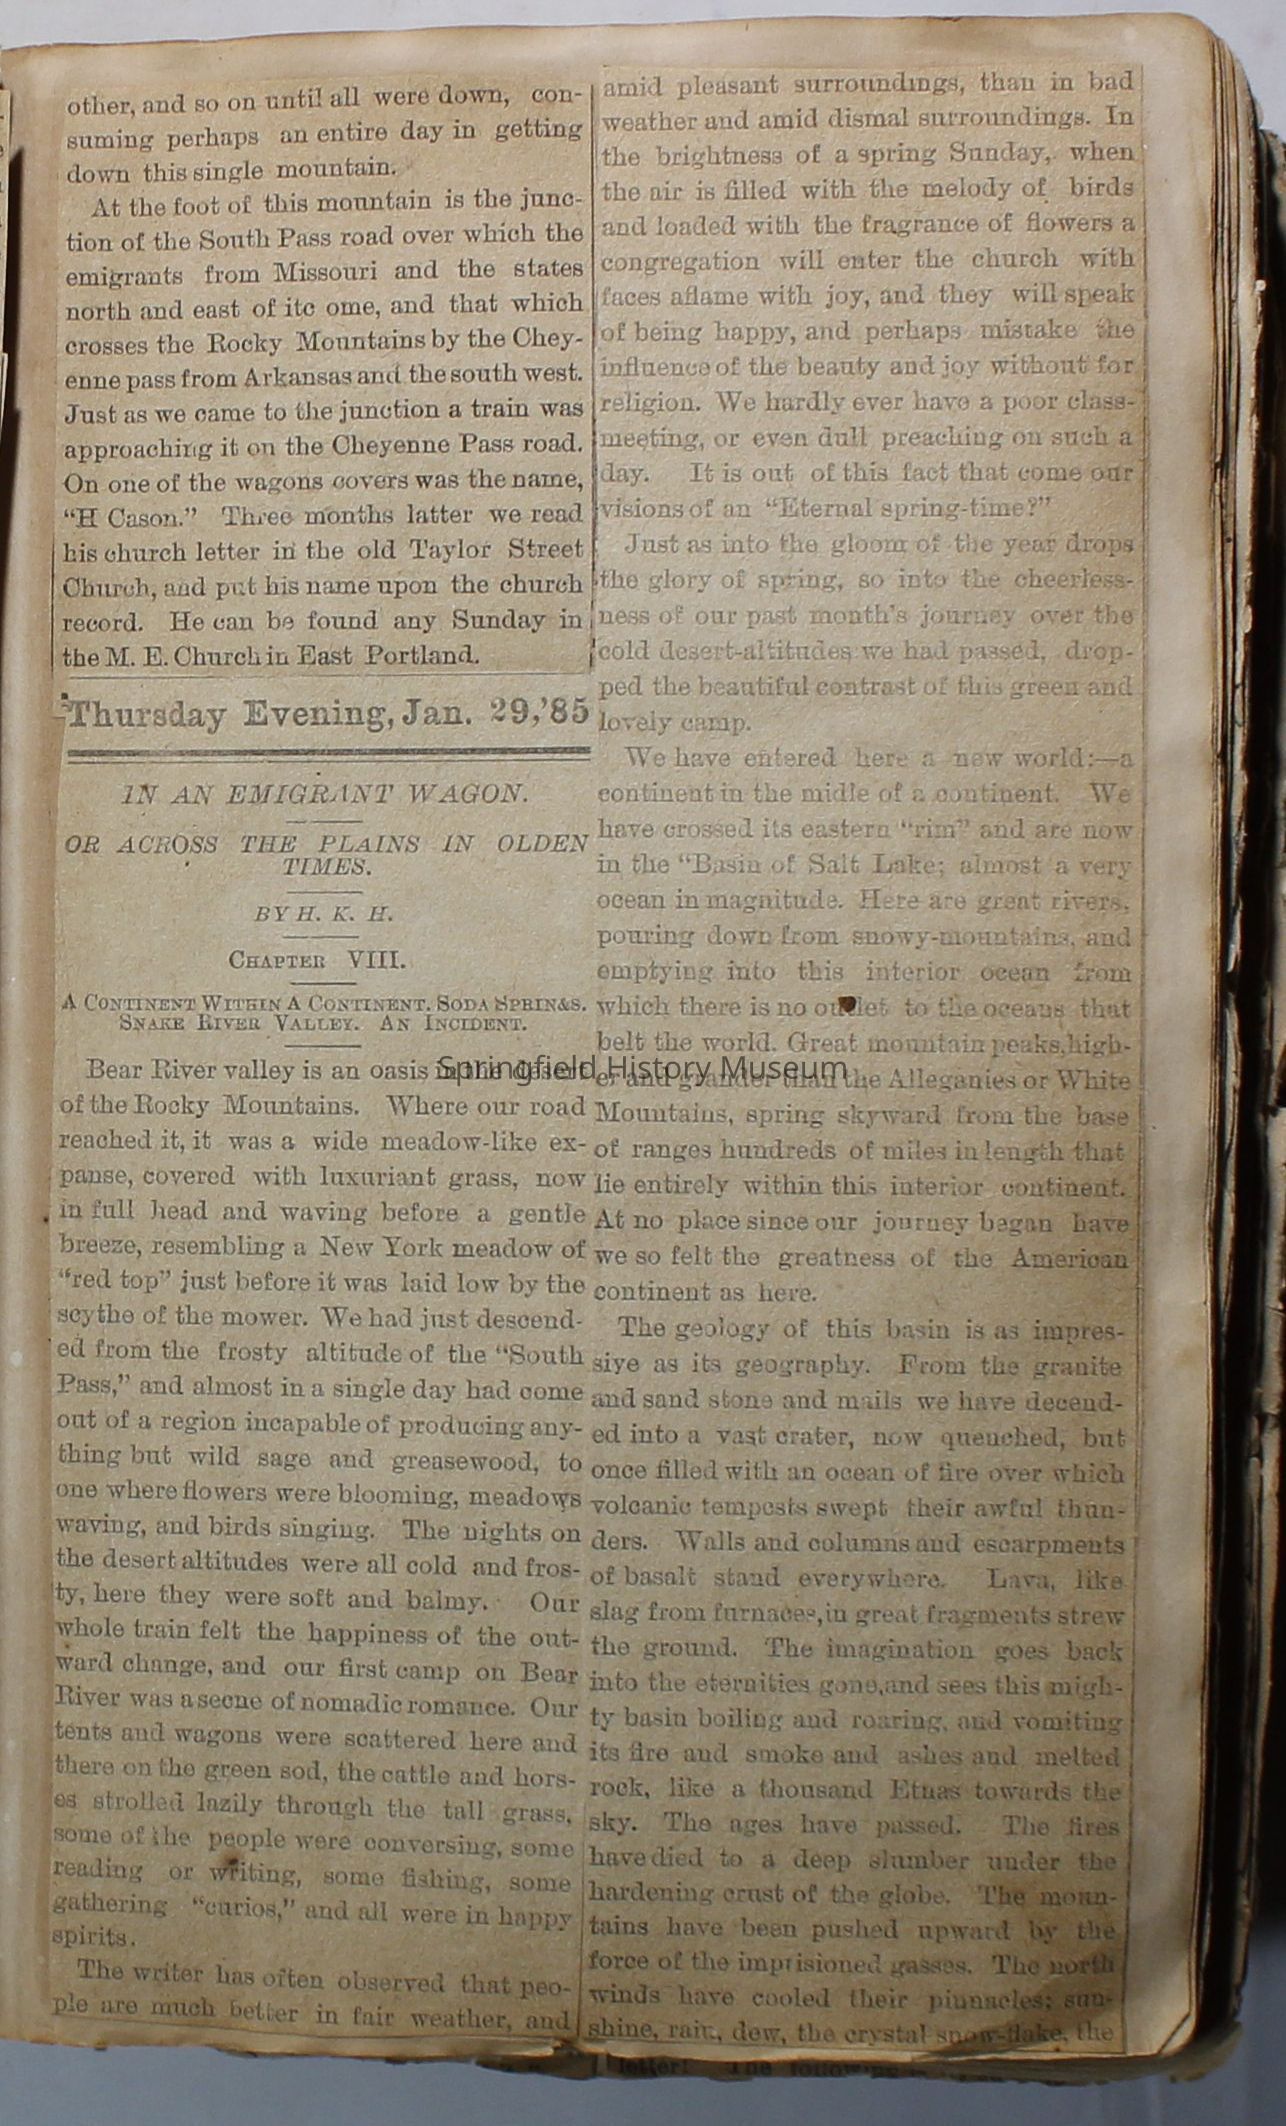 other, and so on until all were down, con-
suming perhaps an entire day in getting
down this single mountain.
At the foot of this mountain is the junc-
tion of the South Pass road over which the
emigrants from Missouri and the states
north and east of itc ome, and that which
crosses the Rocky Mountains by the Chey-
enne pass from Arkansas and the south west.
Just as we came to the junction a train was
approaching it on the Cheyenne Pass road.
On one of the wagons covers was the name,
"H Cason." Three months latter we read
his church letter in the old Taylor Street
Church, and put his name upon the church
record. He can be found any Sunday in
the M. E. Church in East Portland.
Thursday Evening, Jan. 29,'85
IN AN EMIGRANT WAGON.
OR ACROSS THE PLAINS IN OLDEN
TIMES.
BY H. K. H.
CHAPTER VIII.
A CONTINENT WITHIN A CONTINENT. SODA SPRIN&S.
SNAKE RIVER VALLEY. AN INCIDENT.
Bear River valley is an oasis in the desert
of the Rocky Mountains. Where our road
reached it, it was a wide meadow-like ex-
panse, covered with luxuriant grass, now
in full head and waving before a gentle
breeze, resembling a New York meadow of
"red top" just before it was laid low by the
scythe of the mower. We had just descend-
ed from the frosty altitude of the "South
Pass," and almost in a single day had come
out of a region incapable of producing any-
thing but wild sage and greasewood, to
one where flowers were blooming, meadows
waving, and birds singing. The nights on
the desert altitudes were all cold and fros-
ty, here they were soft and balmy. Our
whole train felt the happiness of the out-
ward change, and our first camp on Bear
River was a secne of nomadic romance. Our
tents and wagons were scattered here and
there on the green sod, the cattle and hors-
es strolled lazily through the tall grass,
some of the people were conversing, some
reading or writing, some fishing, some
gathering "curios," and all were in happy
spirits.
The writer has often observed that peo-
ple are much better in fair weather, and
amid pleasant surroundings, than in bad
weather and amid dismal surroundings. In
the brightness of a spring Sunday, when
the air is filled with the melody of birds
and loaded with the fragrance of flowers a
congregation will enter the church with
faces aflame with joy, and they will speak
of being happy, and perhaps mistake the
influence of the beauty and joy without for
religion. We hardly ever have a poor class-
meeting, or even dull preaching on such a
day. It is out of this fact that come our
visions of an "Eternal spring-time?"
Just as into the gloom of the year drops
the glory of spring, so into the cheerless-
ness of our past month's journey over the
cold desert-altitudes we had passed, drop-
ped the beautiful contrast of this green and
lovely camp.
We have entered here a new world:—a
continent in the midle of a continent. We
have crossed its eastern "rim" and are now
in the "Basin of Salt Lake; almost a very
ocean in magnitude. Here are great rivers,
pouring down from snowy-mountains, and
emptying into this interior ocean from
which there is no outlet to the oceans that
belt the world. Great mountain peaks, high-
er and grander than the Alleganies or White
Mountains, spring skyward from the base
of ranges hundreds of miles in length that
lie entirely within this interior continent.
At no place since our journey began have
we so felt the greatness of the American
continent as here.
The geology of this basin is as impres-
siye as its geography. From the granite
and sand stone and mails we have decend-
ed into a vast crater, now quenched, but
once filled with an ocean of fire over which
volcanic tempests swept their awful thun-
ders. Walls and columns and escarpments
of basalt stand everywhere. Lava, like
slag from furnaces, in great fragments strew
the ground. The imagination goes back
into the eternities gone, and sees this migh-
ty basin boiling and roaring, and vomiting
its fire and smoke and ashes and melted
rock, like a thousand Etnas towards the
sky. The ages have passed. The fires
have died to a deep slumber under the
hardening crust of the globe. The moun-
tains have been pushed upward by the
force of the imprisioned gasses. The north
winds have cooled their pinnacles; sun-
shine, rain, dew, the crystal snow-flake, the
letter! The following
Springfield History Museum